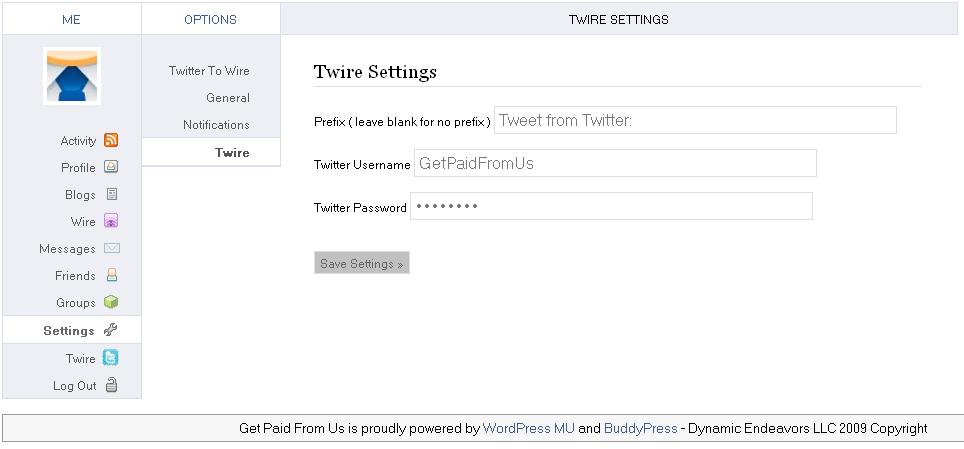 ME
OPTIONS
TWIRE SETTINGS
Activity
Profile
Blogs
Wire
Messages
Friends
Groups
Settings
Twire
Log Out
Twitter To Wire
General
Notifications
Twire
Twire Settings
Prefix ( leave blank for no prefix ) Tweet from Twitter:
Twitter Username GetPaidFromUs
Twitter Password ••••••••
Save Settings »
Get Paid From Us is proudly powered by WordPress MU and BuddyPress - Dynamic Endeavors LLC 2009 Copyright